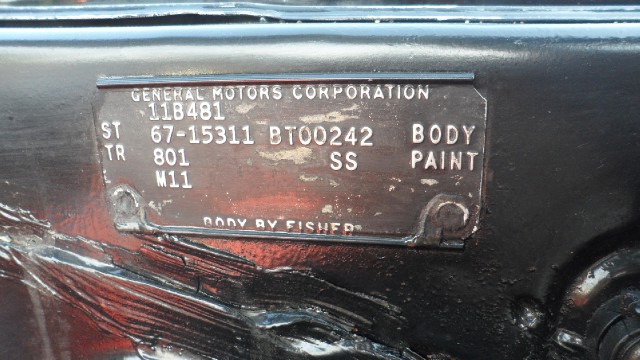 GENERAL MOTORS CORPORATION
11B481
ST 67-15311 BT00242 BODY
TR 801 SS PAINT
M11
BODY BY FISHER